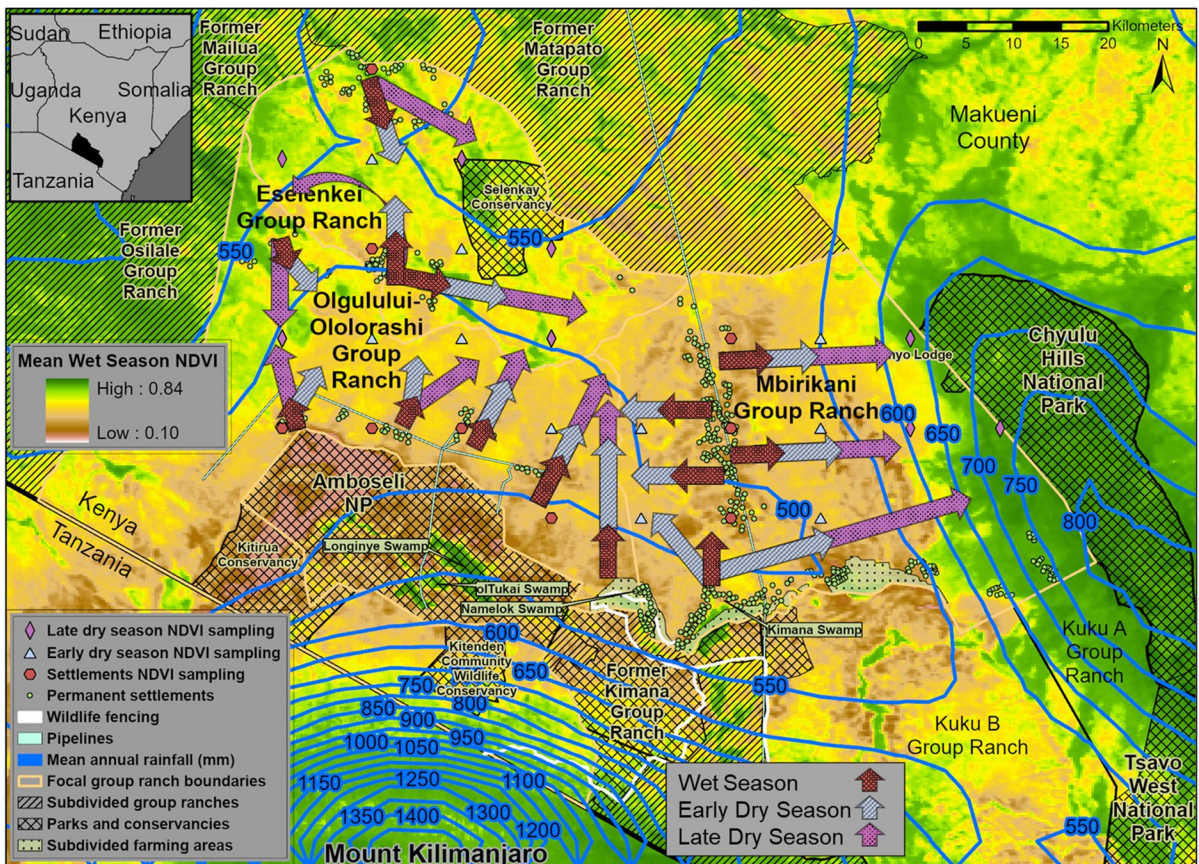 Sudan
Ethiopia
Uganda
Somalia
Kenya
Tanzania
Former
Mailua
Group
Ranch
Former
Matapato
Group
Ranch
Kilometers
0 5 10 15 20
N
Makueni
County
Eselenkei
Group Ranch
Selenkay
Conservancy
550
550
Former
Osilale
Group
Ranch
Olgulului-
Ololorashi
Group
Ranch
Mean Wet Season NDVI
High : 0.84
Low : 0.10
nyo Lodge
Chyulu
Hills
National
Park
Mbirikani
Group Ranch
600
650
700
750
800
500
Amboseli
NP
Kenya
Tanzania
Kitirua
Conservancy
Longinye Swamp
olTukai Swamp
Namelok Swamp
Kimana Swamp
600
650
750
800
850
900
950
1000
1050
1100
1150
1250
1300
1350
1400
1200
Kitenden
Community
Wildlife
Conservancy
Former
Kimana
Group
Ranch
550
Kuku A
Group
Ranch
Kuku B
Group Ranch
Tsavo
West
National
Park
550
Late dry season NDVI sampling
Early dry season NDVI sampling
Settlements NDVI sampling
Permanent settlements
Wildlife fencing
Pipelines
Mean annual rainfall (mm)
Focal group ranch boundaries
Subdivided group ranches
Parks and conservancies
Subdivided farming areas
Wet Season
Early Dry Season
Late Dry Season
Mount Kilimanjaro